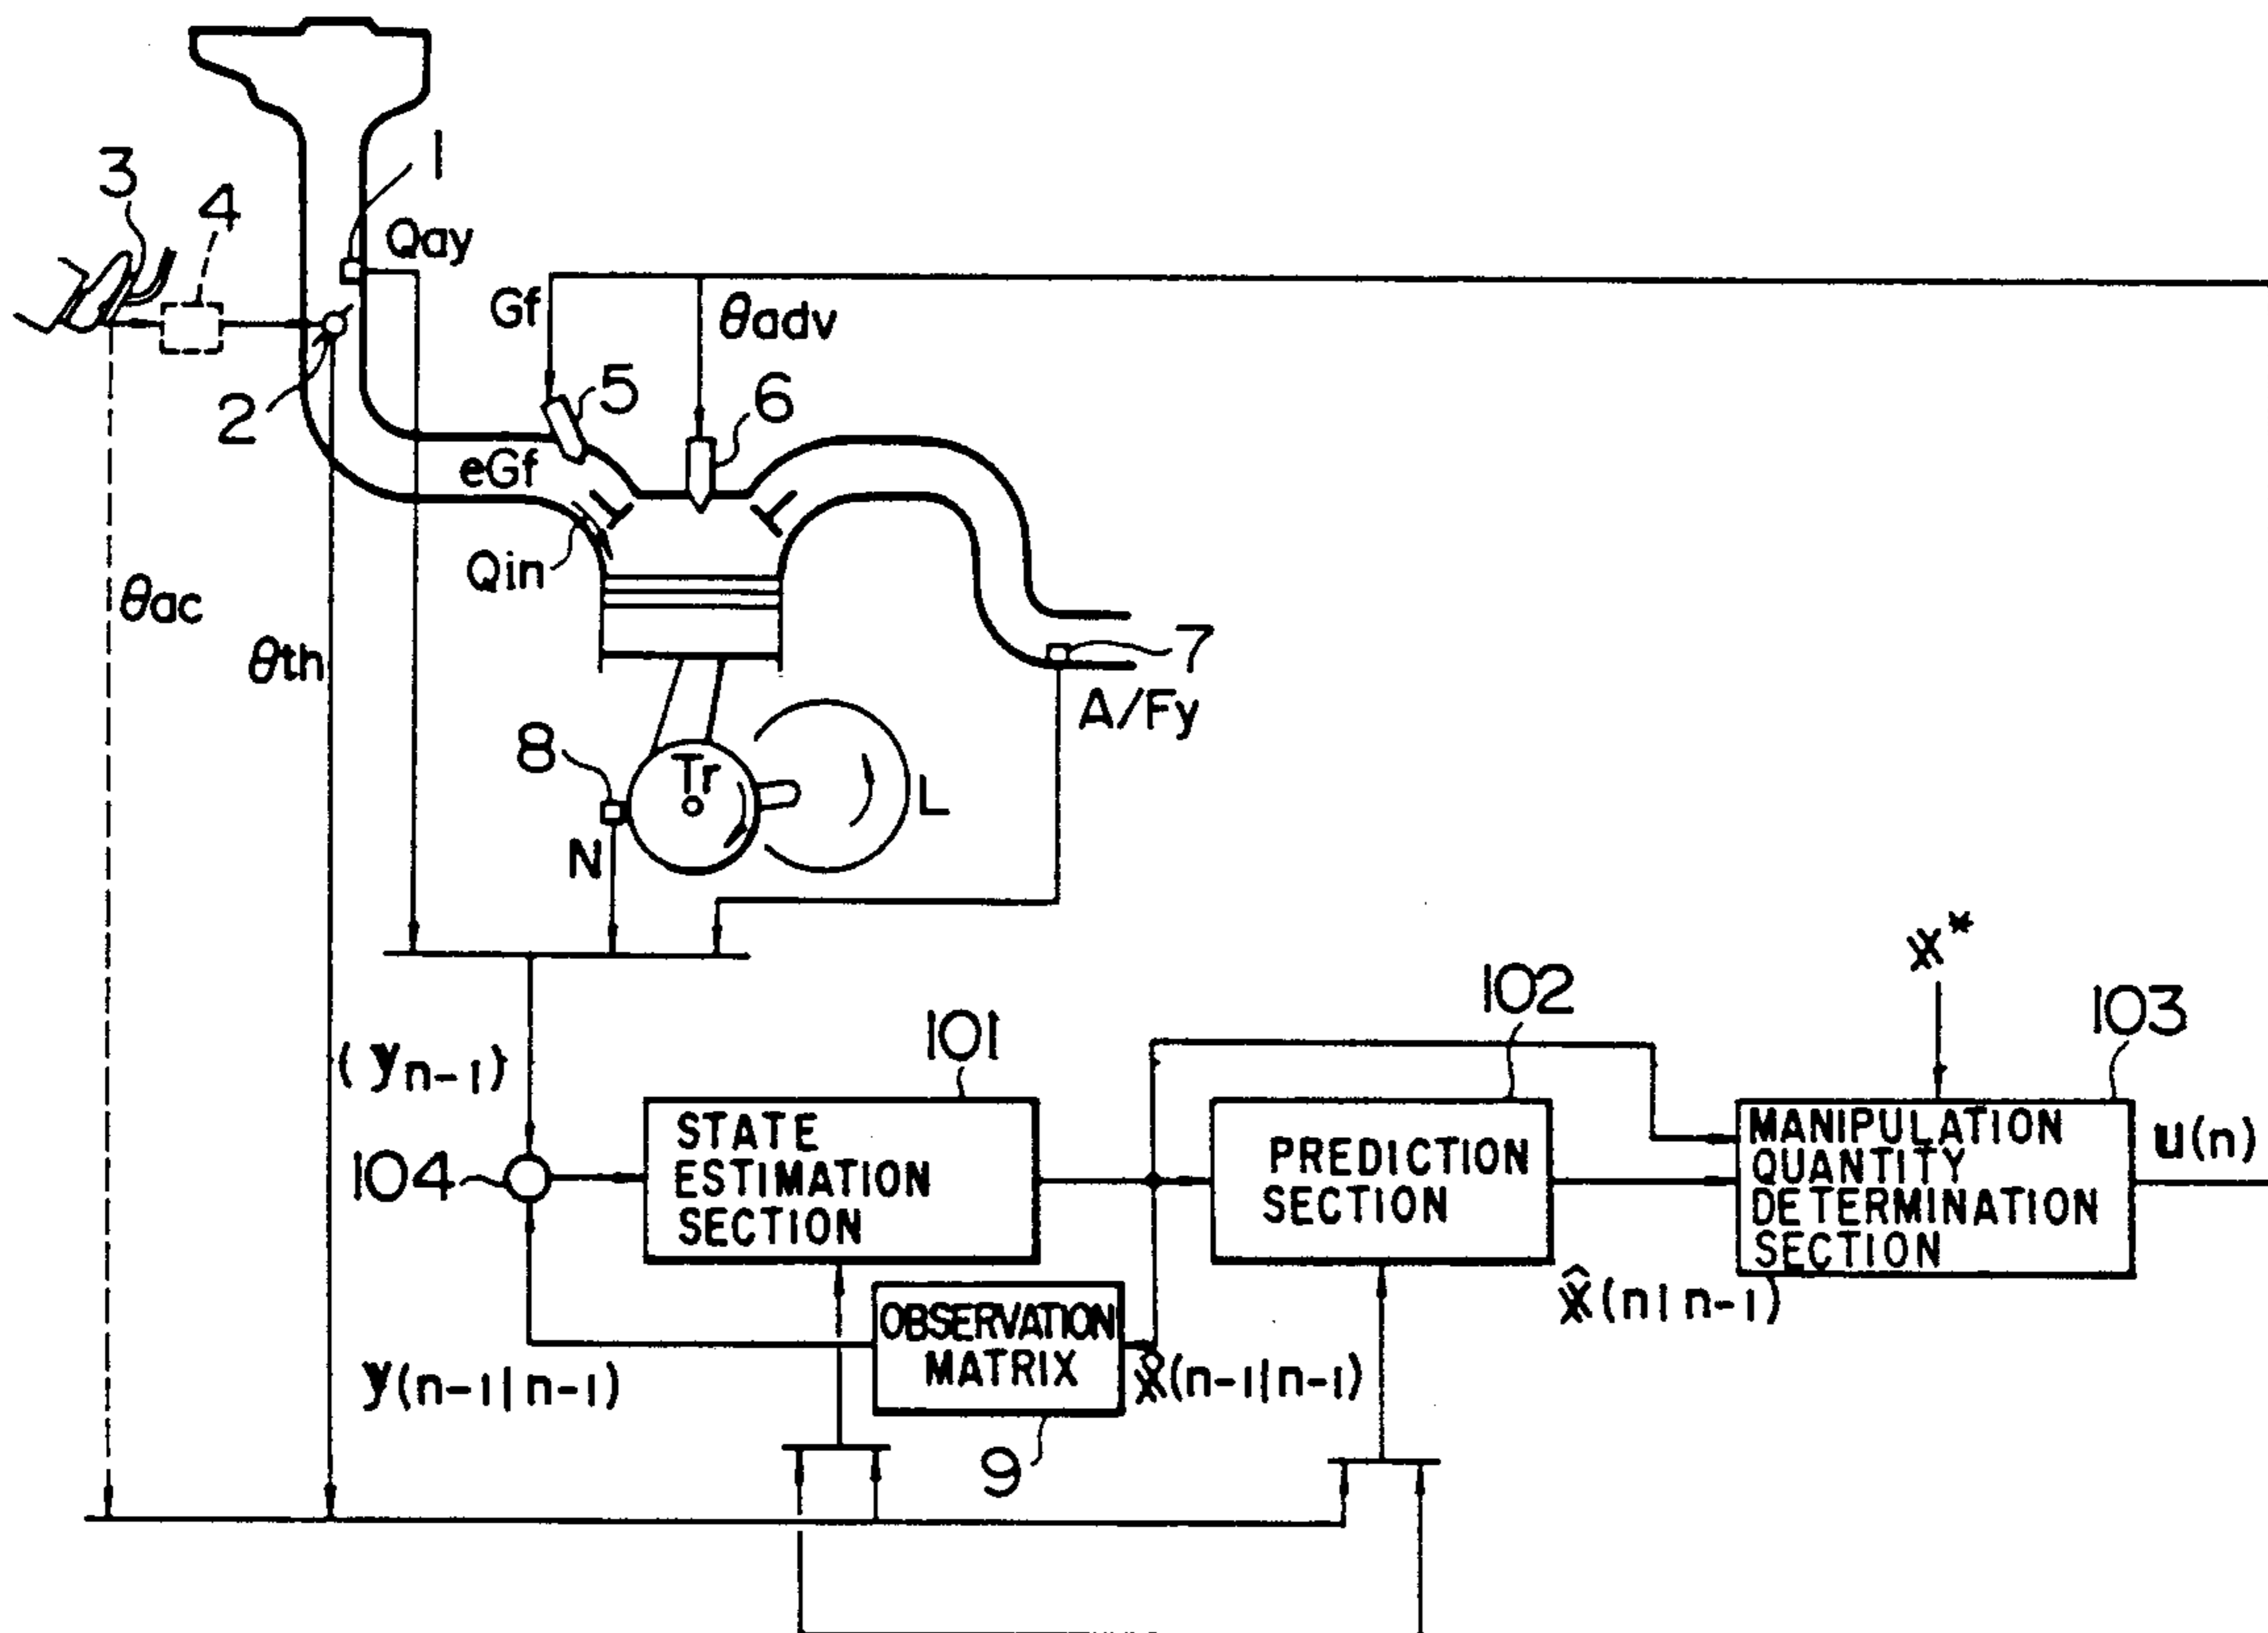 1
3
4
Qay
Gf
θadv
5
6
2
eGf
Qin
θac
θth
7
A/Fy
8
Tr
L
N
x*
102
103
101
(yn-1)
STATE
ESTIMATION
SECTION
PREDICTION
SECTION
MANIPULATION
QUANTITY
DETERMINATION
SECTION
u(n)
104
x̂(n|n-1)
OBSERVATION
MATRIX
y(n-1|n-1)
x̂(n-1|n-1)
9